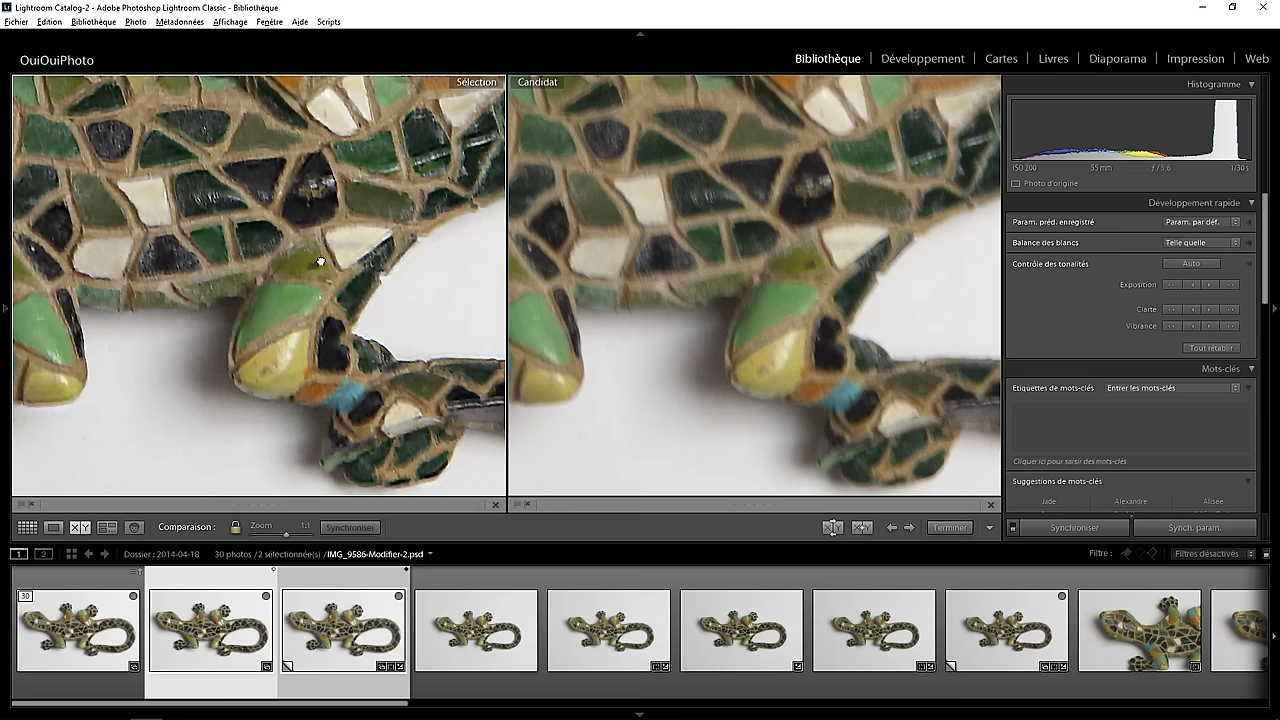 Lightroom Catalog-2 - Adobe Photoshop Lightroom Classic - Bibliothèque
Fichier Edition Bibliothèque Photo Métadonnées Affichage Fenêtre Aide Scripts
OuiOuiPhoto
Bibliothèque | Développement | Cartes | Livres | Diaporama | Impression | Web
Sélection
Candidat
Histogramme
ISO 200 55 mm ƒ / 5,6 1/30 s
Photo d'origine
Développement rapide
Param. préd. enregistré Param. par déf.
Balance des blancs Telle quelle
Contrôle des tonalités Auto
Exposition
Clarté
Vibrance
Tout rétablir
Mots-clés
Etiquettes de mots-clés Entrer les mots-clés
Cliquer ici pour saisir des mots-clés
Suggestions de mots-clés
Jade Alexandre Alisée
Comparaison : Zoom 1:1 Synchroniser
Terminer
Synchroniser Synch. param.
1 2 Dossier : 2014-04-18 30 photos /2 sélectionnée(s) /IMG_9586-Modifier-2.psd
Filtre : Filtres désactivés
30